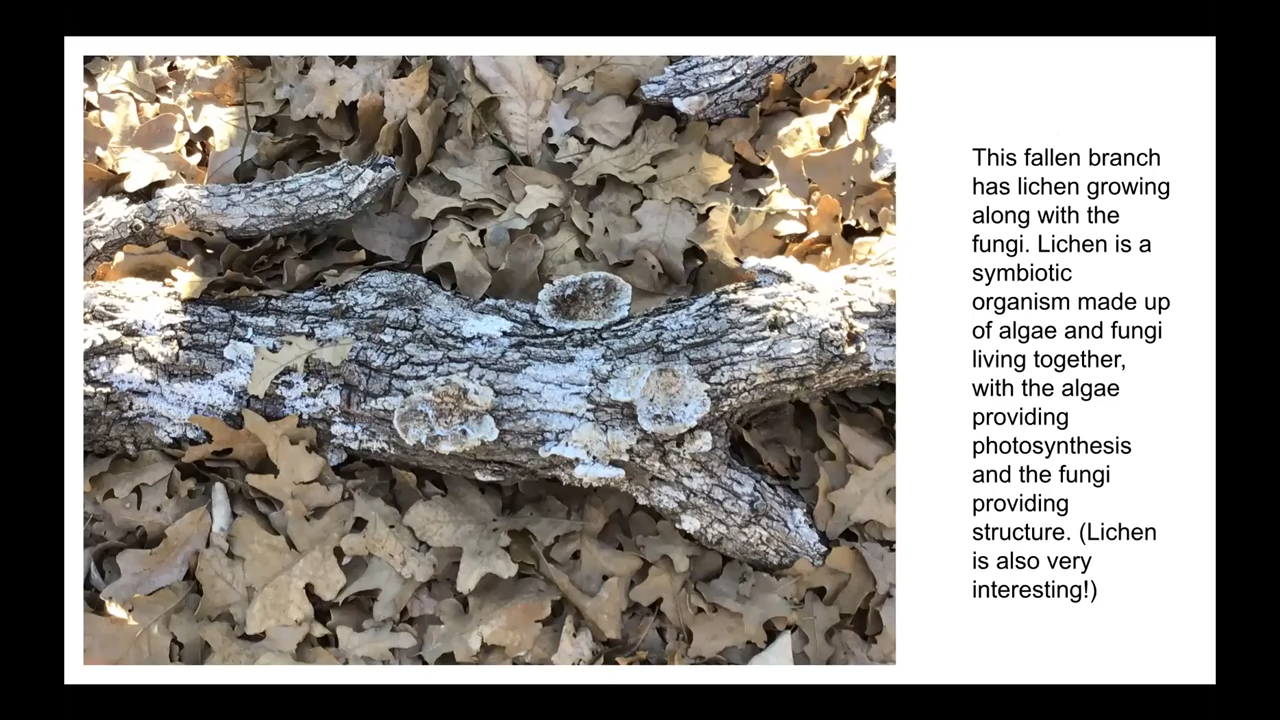 This fallen branch
has lichen growing
along with the
fungi. Lichen is a
symbiotic
organism made up
of algae and fungi
living together,
with the algae
providing
photosynthesis
and the fungi
providing
structure. (Lichen
is also very
interesting!)